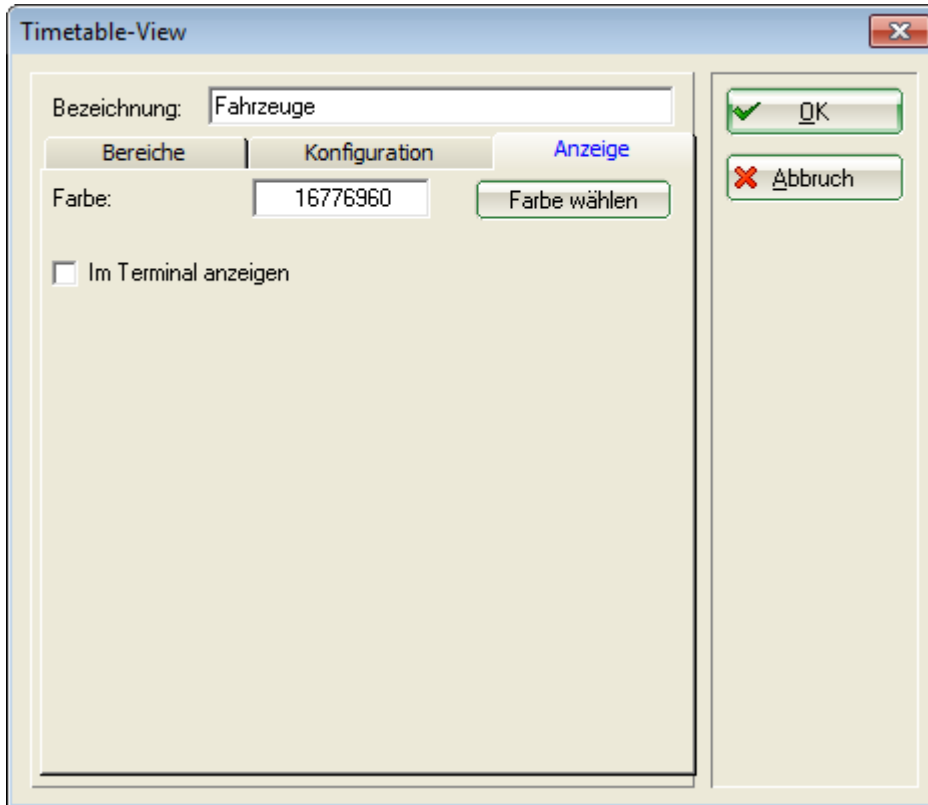 Timetable-View
Bezeichnung: Fahrzeuge
Bereiche Konfiguration Anzeige
Farbe: 16776960 Farbe wählen
Im Terminal anzeigen
OK
Abbruch